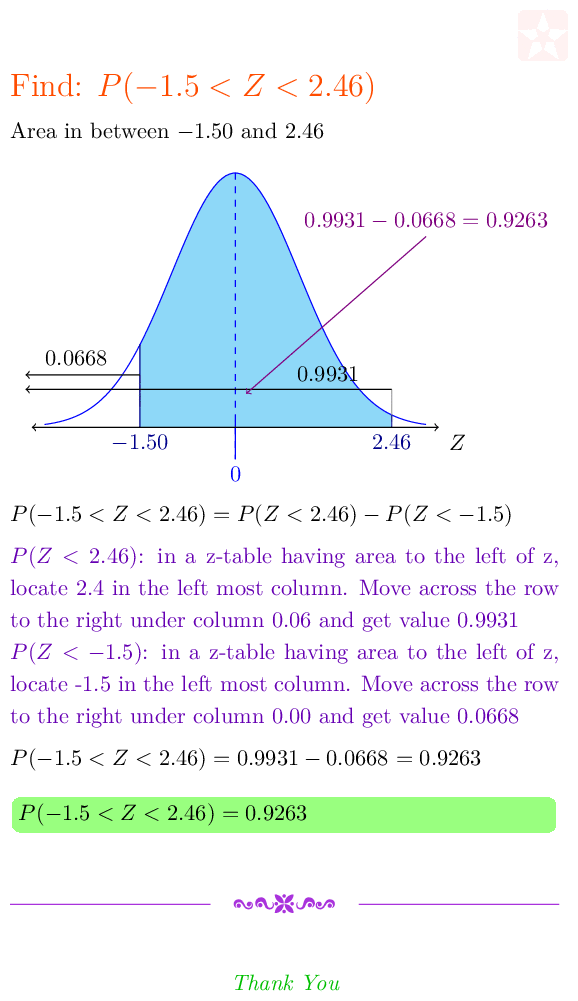 Find: P(−1.5 < Z < 2.46)
Area in between −1.50 and 2.46
0.9931 − 0.0668 = 0.9263
0.0668
0.9931
−1.50
2.46
Z
0
P(−1.5 < Z < 2.46) = P(Z < 2.46) − P(Z < −1.5)
P(Z < 2.46): in a z-table having area to the left of z,
locate 2.4 in the left most column. Move across the row
to the right under column 0.06 and get value 0.9931
P(Z < −1.5): in a z-table having area to the left of z,
locate -1.5 in the left most column. Move across the row
to the right under column 0.00 and get value 0.0668
P(−1.5 < Z < 2.46) = 0.9931 − 0.0668 = 0.9263
P(−1.5 < Z < 2.46) = 0.9263
Thank You